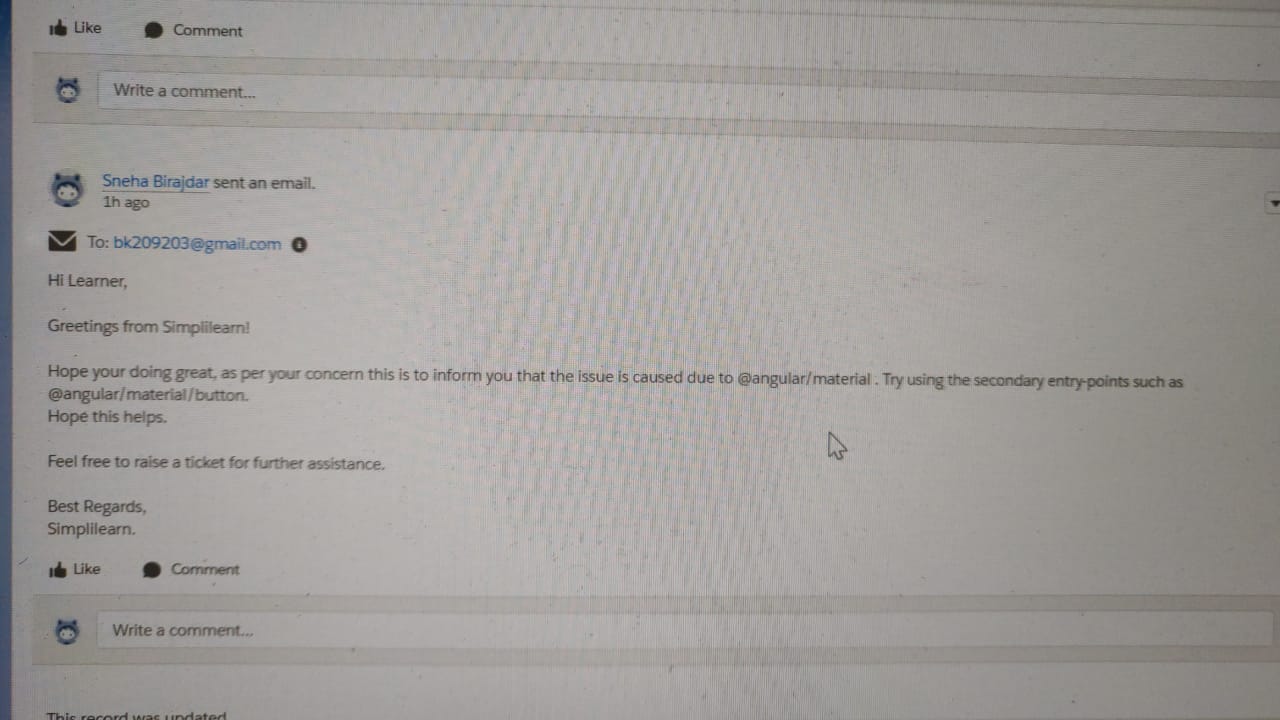 Like Comment
Write a comment...
Sneha Birajdar sent an email.
1h ago
To: bk209203@gmail.com
Hi Learner,
Greetings from Simplilearn!
Hope your doing great, as per your concern this is to inform you that the issue is caused due to @angular/material . Try using the secondary entry-points such as
@angular/material/button.
Hope this helps.
Feel free to raise a ticket for further assistance.
Best Regards,
Simplilearn.
Like Comment
Write a comment...
This record was updated